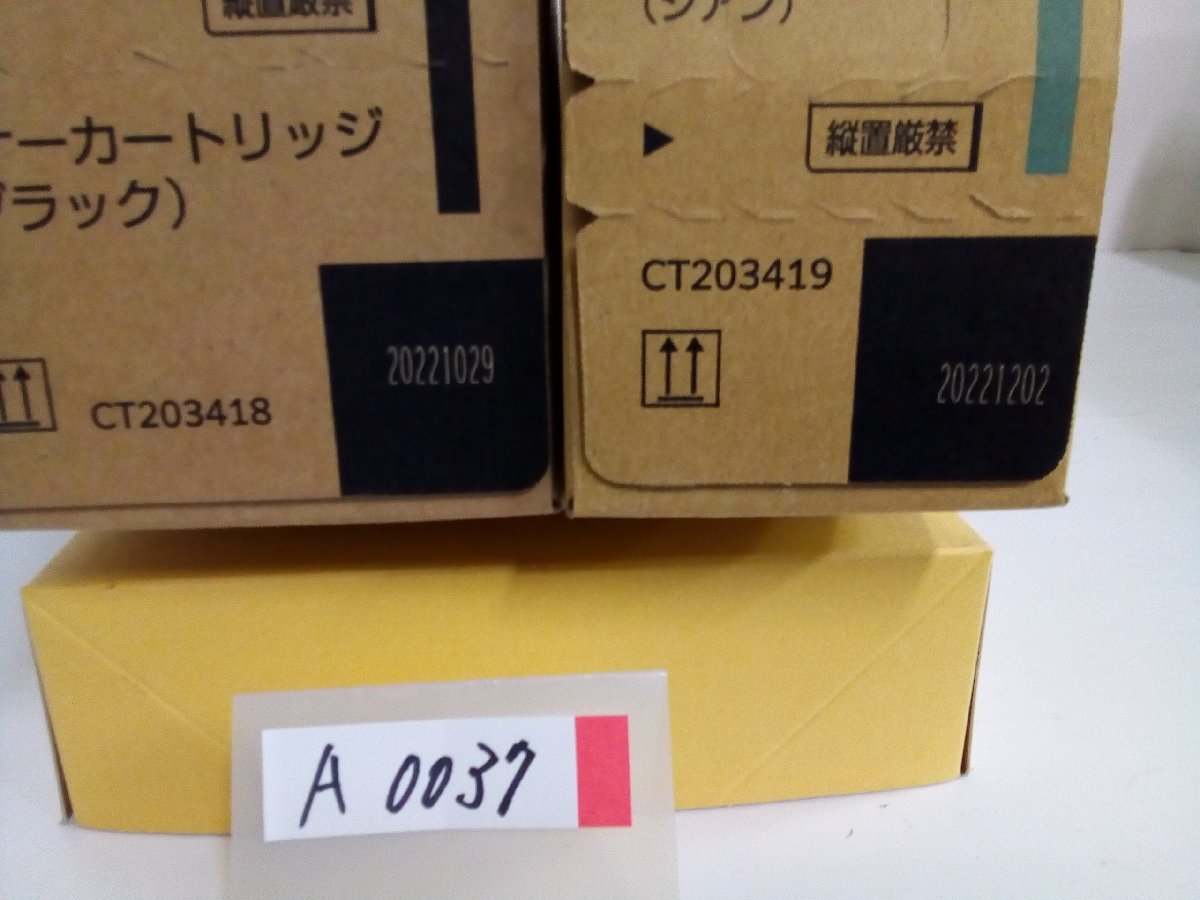 縦置厳禁
ーカートリッジ
ブラック)
20221029
CT203418
(シアン)
縦置厳禁
CT203419
20221202
A 0037